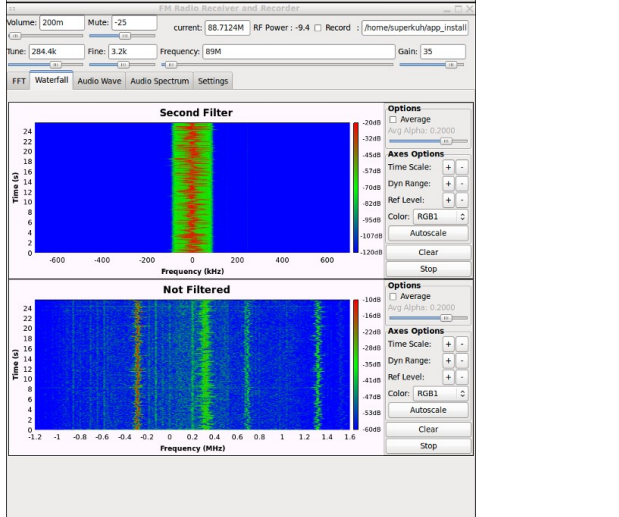 FM Radio Receiver and Recorder
Volume: 200m Mute: -25 current: 88.7124M RF Power : -9.4 Record : /home/superkuh/app_install
Tune: 284.4k Fine: 3.2k Frequency: 89M Gain: 35
FFT Waterfall Audio Wave Audio Spectrum Settings
Second Filter
Time (s)
24
22
20
18
16
14
12
10
8
6
4
2
0
-600 -400 -200 0 200 400 600
Frequency (kHz)
-20dB
-32dB
-45dB
-57dB
-70dB
-82dB
-95dB
-107dB
-120dB
Options
Average
Avg Alpha: 0.2000
Axes Options
Time Scale: + -
Dyn Range: + -
Ref Level: + -
Color: RGB1
Autoscale
Clear
Stop
Not Filtered
Time (s)
24
22
20
18
16
14
12
10
8
6
4
2
0
-1.2 -1 -0.8 -0.6 -0.4 -0.2 0 0.2 0.4 0.6 0.8 1 1.2 1.4 1.6
Frequency (MHz)
-10dB
-16dB
-22dB
-28dB
-35dB
-41dB
-47dB
-53dB
-60dB
Options
Average
Avg Alpha: 0.2000
Axes Options
Time Scale: + -
Dyn Range: + -
Ref Level: + -
Color: RGB1
Autoscale
Clear
Stop